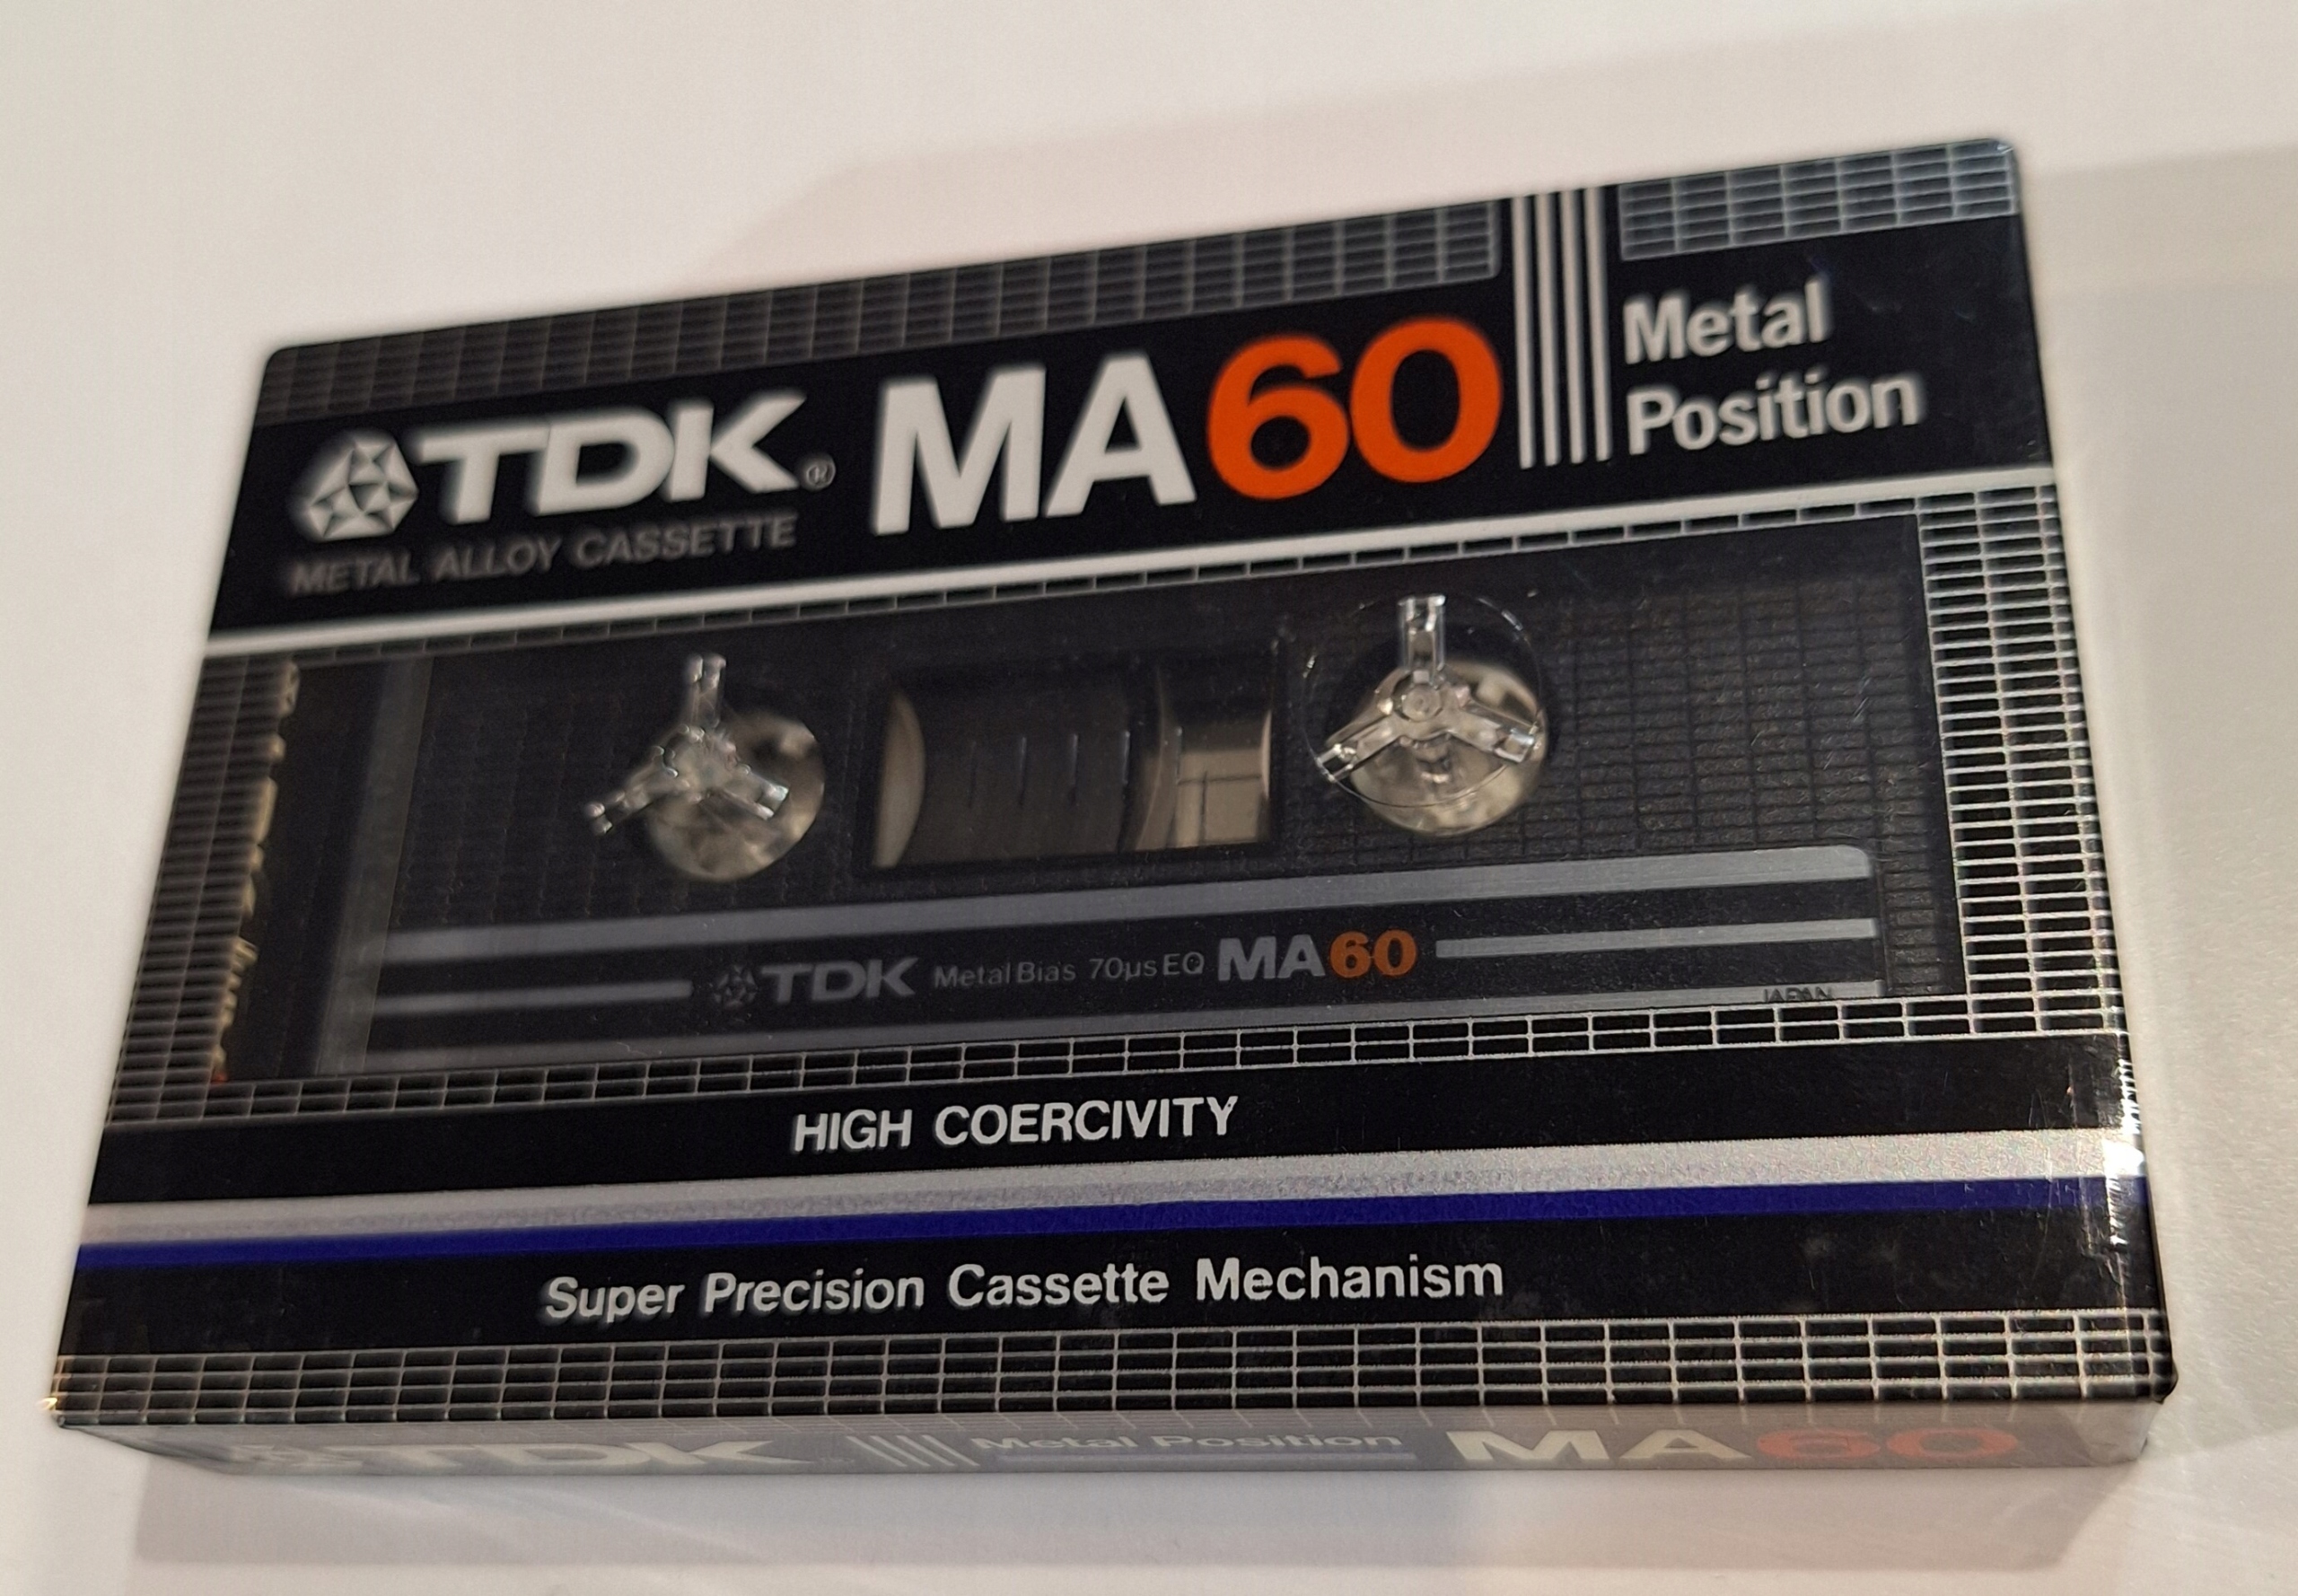 TDK® MA60
METAL ALLOY CASSETTE
Metal
Position
TDK Metal Bias 70µs EQ MA60
JAPAN
HIGH COERCIVITY
Super Precision Cassette Mechanism
TDK Metal Position MA60